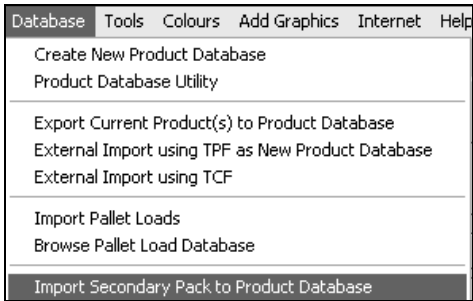 Database Tools Colours Add Graphics Internet Help
Create New Product Database
Product Database Utility
Export Current Product(s) to Product Database
External Import using TPF as New Product Database
External Import using TCF
Import Pallet Loads
Browse Pallet Load Database
Import Secondary Pack to Product Database